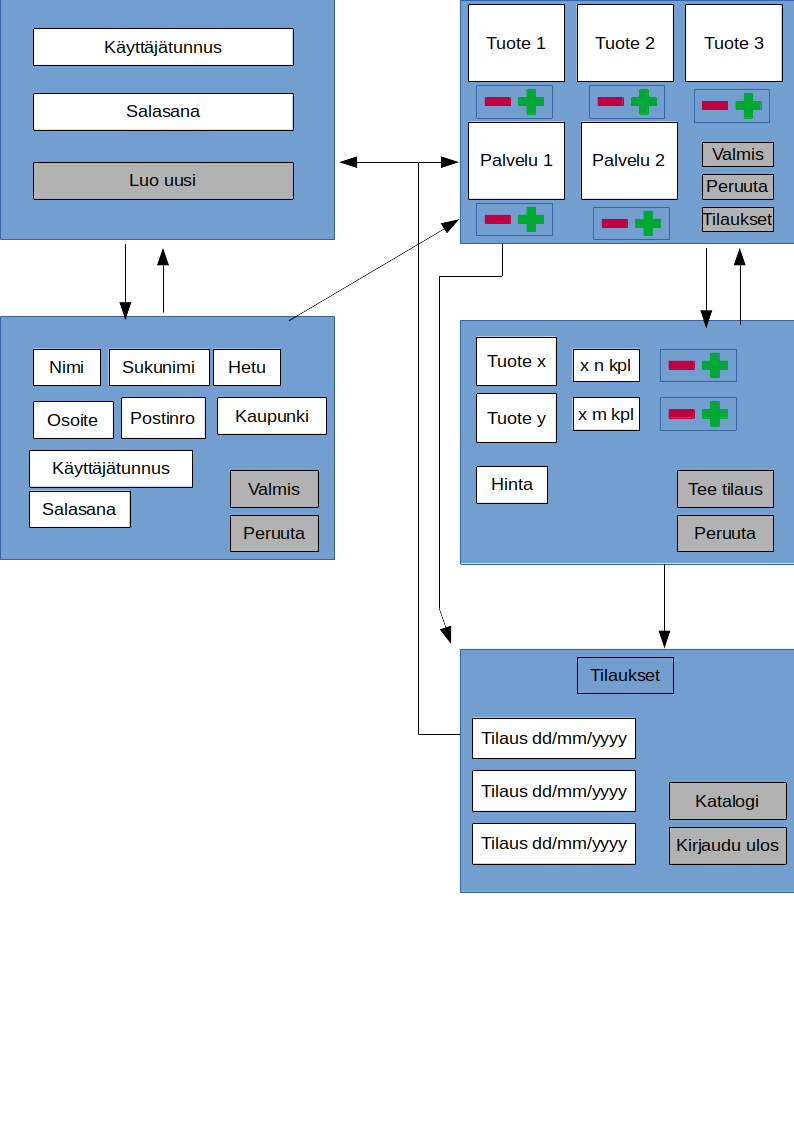 Käyttäjätunnus
Salasana
Luo uusi
Tuote 1
Tuote 2
Tuote 3
Palvelu 1
Palvelu 2
Valmis
Peruuta
Tilaukset
Nimi
Sukunimi
Hetu
Osoite
Postinro
Kaupunki
Käyttäjätunnus
Salasana
Valmis
Peruuta
Tuote x
x n kpl
Tuote y
x m kpl
Hinta
Tee tilaus
Peruuta
Tilaukset
Tilaus dd/mm/yyyy
Tilaus dd/mm/yyyy
Tilaus dd/mm/yyyy
Katalogi
Kirjaudu ulos